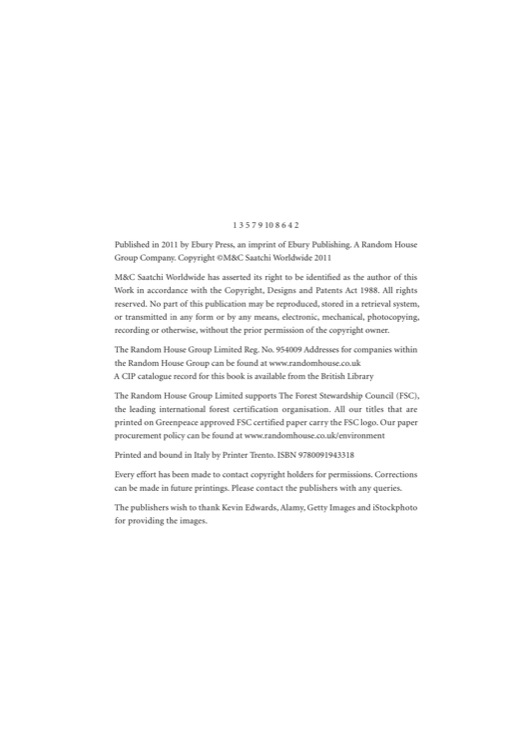 1 3 5 7 9 10 8 6 4 2
Published in 2011 by Ebury Press, an imprint of Ebury Publishing. A Random House
Group Company. Copyright ©M&C Saatchi Worldwide 2011
M&C Saatchi Worldwide has asserted its right to be identified as the author of this
Work in accordance with the Copyright, Designs and Patents Act 1988. All rights
reserved. No part of this publication may be reproduced, stored in a retrieval system,
or transmitted in any form or by any means, electronic, mechanical, photocopying,
recording or otherwise, without the prior permission of the copyright owner.
The Random House Group Limited Reg. No. 954009 Addresses for companies within
the Random House Group can be found at www.randomhouse.co.uk
A CIP catalogue record for this book is available from the British Library
The Random House Group Limited supports The Forest Stewardship Council (FSC),
the leading international forest certification organisation. All our titles that are
printed on Greenpeace approved FSC certified paper carry the FSC logo. Our paper
procurement policy can be found at www.randomhouse.co.uk/environment
Printed and bound in Italy by Printer Trento. ISBN 9780091943318
Every effort has been made to contact copyright holders for permissions. Corrections
can be made in future printings. Please contact the publishers with any queries.
The publishers wish to thank Kevin Edwards, Alamy, Getty Images and iStockphoto
for providing the images.